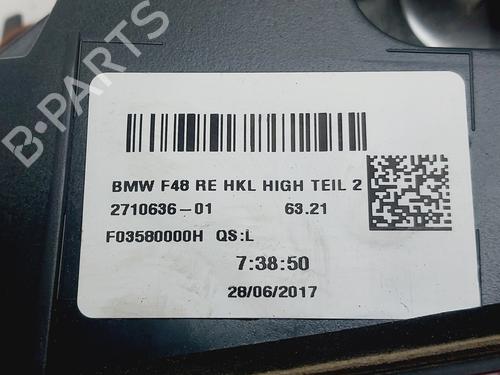 B-PARTS
BMW F48 RE HKL HIGH TEIL 2
2710636-01 63.21
F03580000H QS:L
7:38:50
28/06/2017